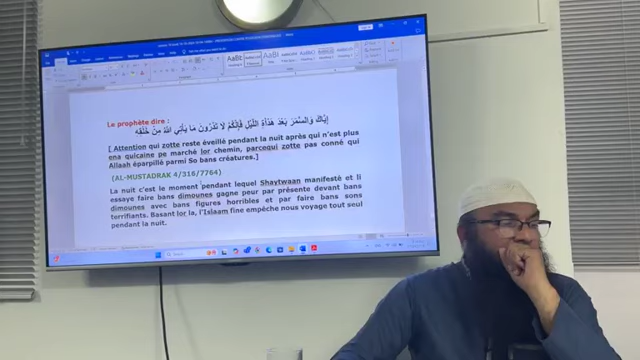 Le prophète dire :
إِيَّاكَ وَالسَّمَرَ بَعْدَ هَدْأَةِ اللَّيْلِ فَإِنَّكُمْ لَا تَدْرُونَ مَا يَأْتِي اللَّهُ مِنْ خَلْقِهِ
[ Attention qui zotte reste éveillé pendant la nuit après qui n'est plus
ena quicaine pe marché lor chemin, parcequi zotte pas conné qui
Allaah éparpillé parmi So bans créatures.]
(AL-MUSTADRAK 4/316/7764)
La nuit c'est le moment pendant lequel Shaytwaan manifestè et li
essaye faire bans dimounes gagne peur par présente devant bans
dimounes avec bans figures horribles et par faire bans sons
terrifiants. Basant lor la, l'Islaam fine empêche nous voyage tout seul
pendant la nuit.